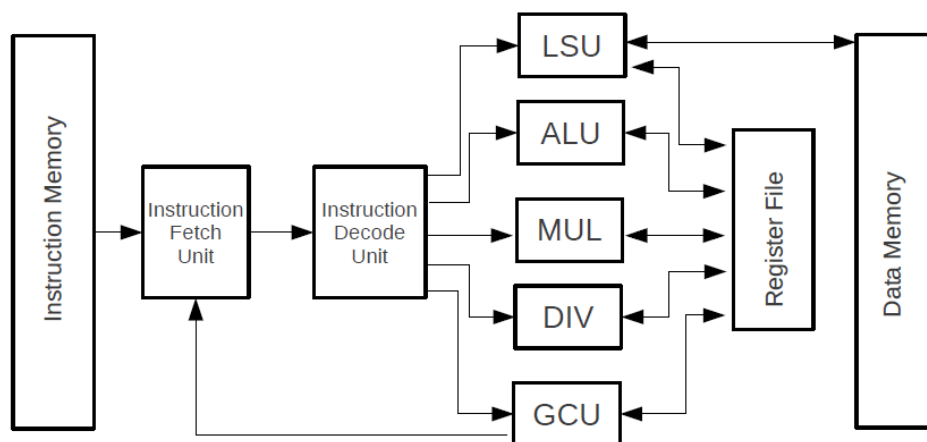 Instruction Memory
Instruction
Fetch
Unit
Instruction
Decode
Unit
LSU
ALU
MUL
DIV
GCU
Register File
Data Memory